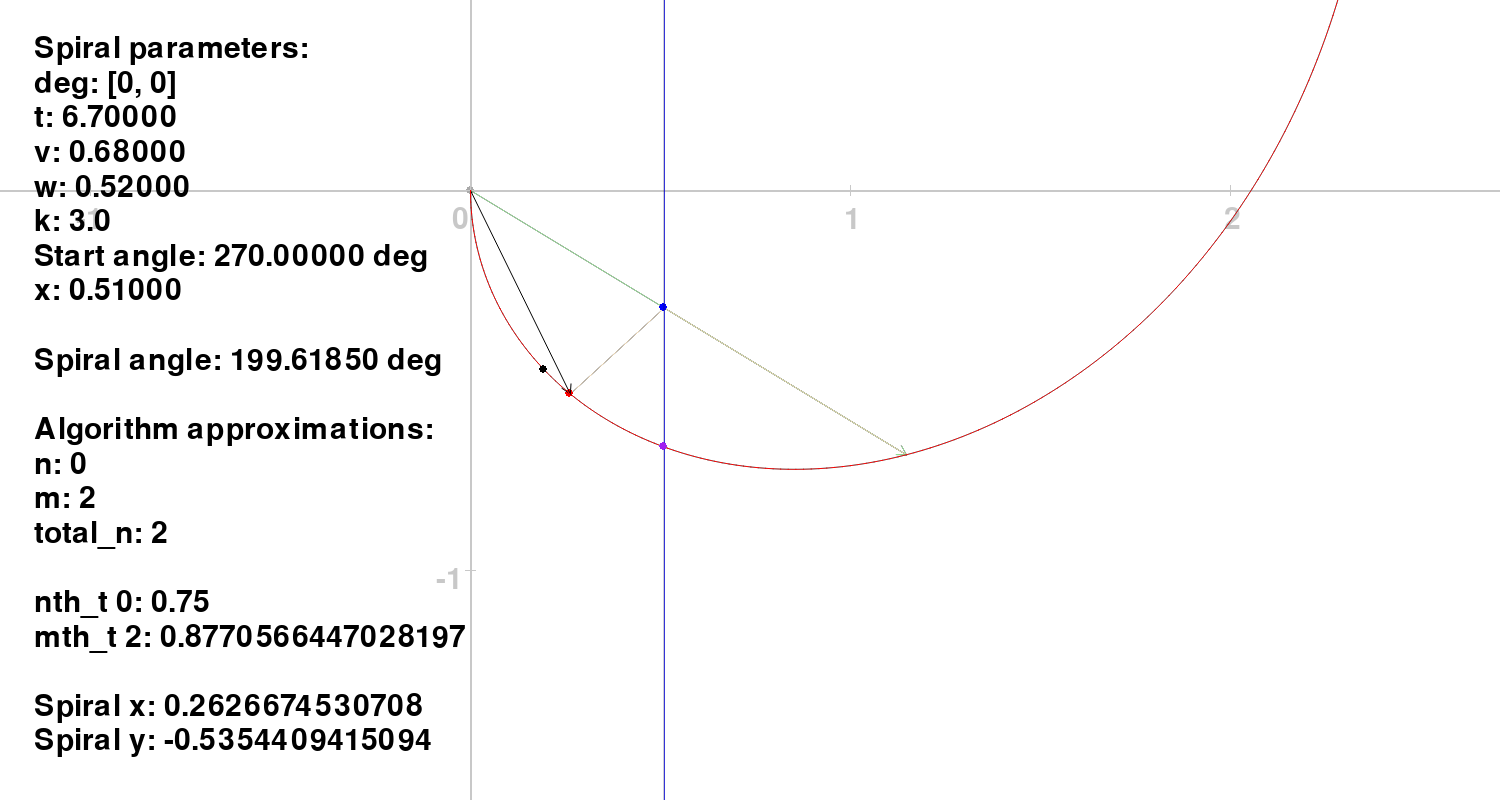 Spiral parameters:
deg: [0, 0]
t: 6.70000
v: 0.68000
w: 0.52000
k: 3.0
Start angle: 270.00000 deg
x: 0.51000
Spiral angle: 199.61850 deg
Algorithm approximations:
n: 0
m: 2
total_n: 2
nth_t 0: 0.75
mth_t 2: 0.8770566447028197
Spiral x: 0.2626674530708
Spiral y: -0.5354409415094
-1
0
1
2
-1